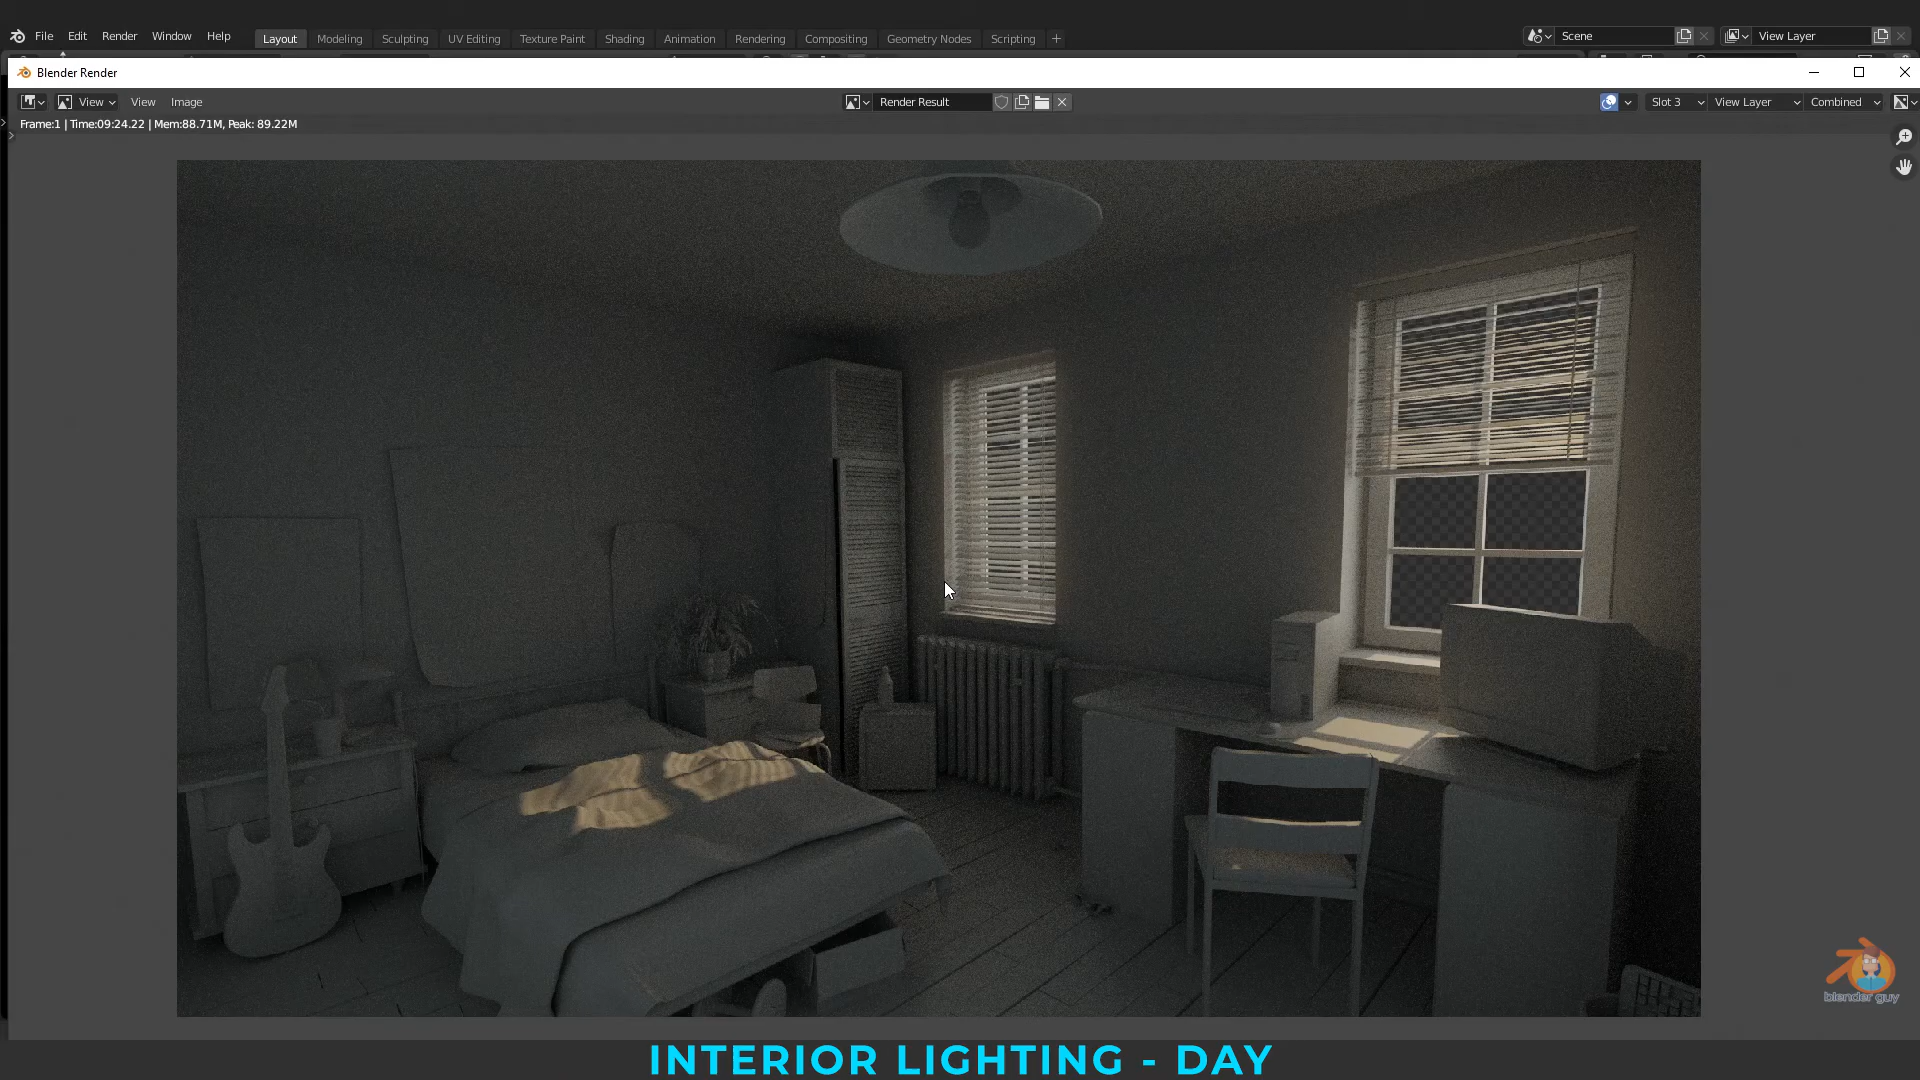 File Edit Render Window Help Layout Modeling Sculpting UV Editing Texture Paint Shading Animation Rendering Compositing Geometry Nodes Scripting + Scene View Layer
Blender Render
View View Image Render Result Slot 3 View Layer Combined
Frame:1 | Time:09:24.22 | Mem:88.71M, Peak: 89.22M
blender guy
INTERIOR LIGHTING - DAY